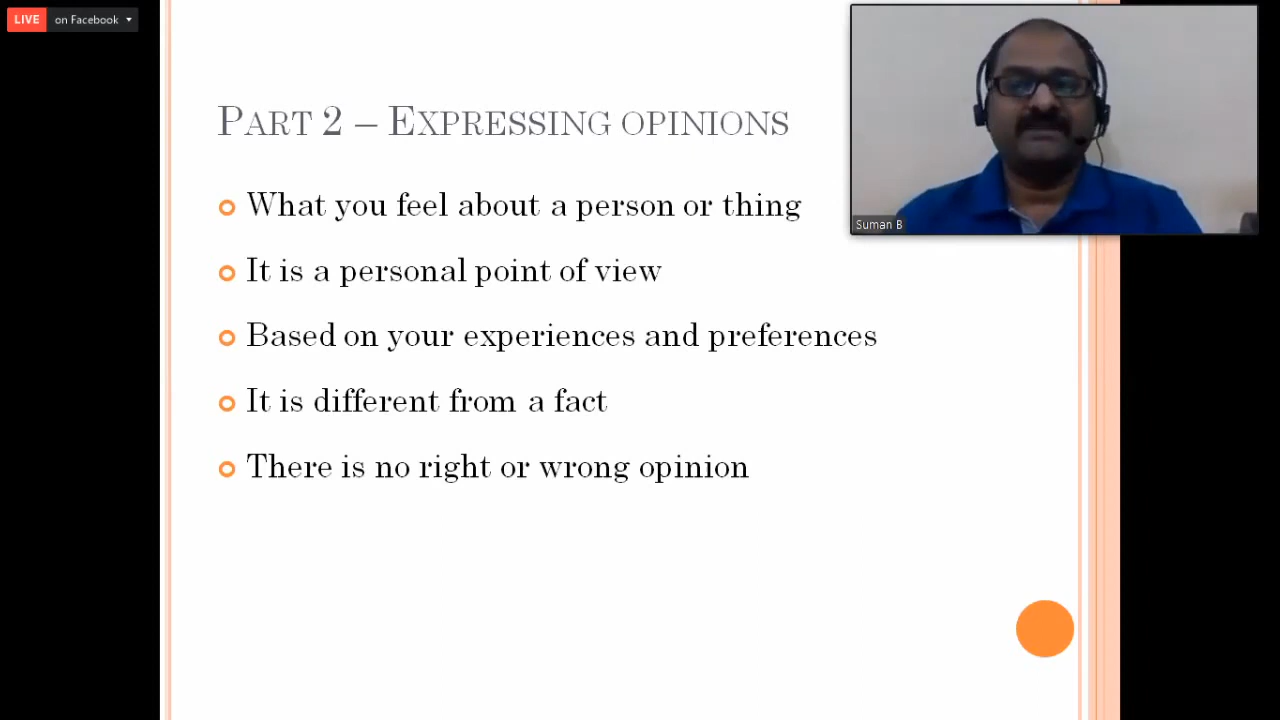 LIVE on Facebook
PART 2 – EXPRESSING OPINIONS
What you feel about a person or thing
It is a personal point of view
Based on your experiences and preferences
It is different from a fact
There is no right or wrong opinion
Suman B